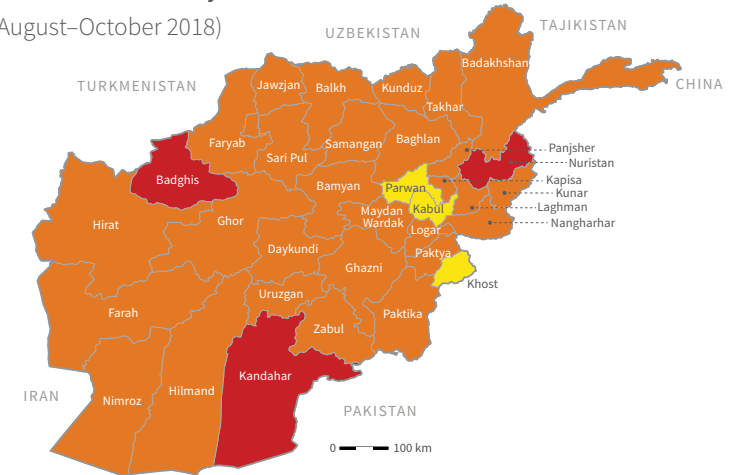 August–October 2018)
UZBEKISTAN
TAJIKISTAN
TURKMENISTAN
CHINA
Badakhshan
Jawzjan
Balkh
Kunduz
Takhar
Faryab
Sari Pul
Samangan
Baghlan
Panjsher
Nuristan
Badghis
Bamyan
Parwan
Kapisa
Kunar
Kabul
Laghman
Hirat
Ghor
Maydan
Wardak
Logar
Nangharhar
Daykundi
Paktya
Ghazni
Khost
Uruzgan
Farah
Zabul
Paktika
Kandahar
Hilmand
Nimroz
IRAN
PAKISTAN
0 100 km